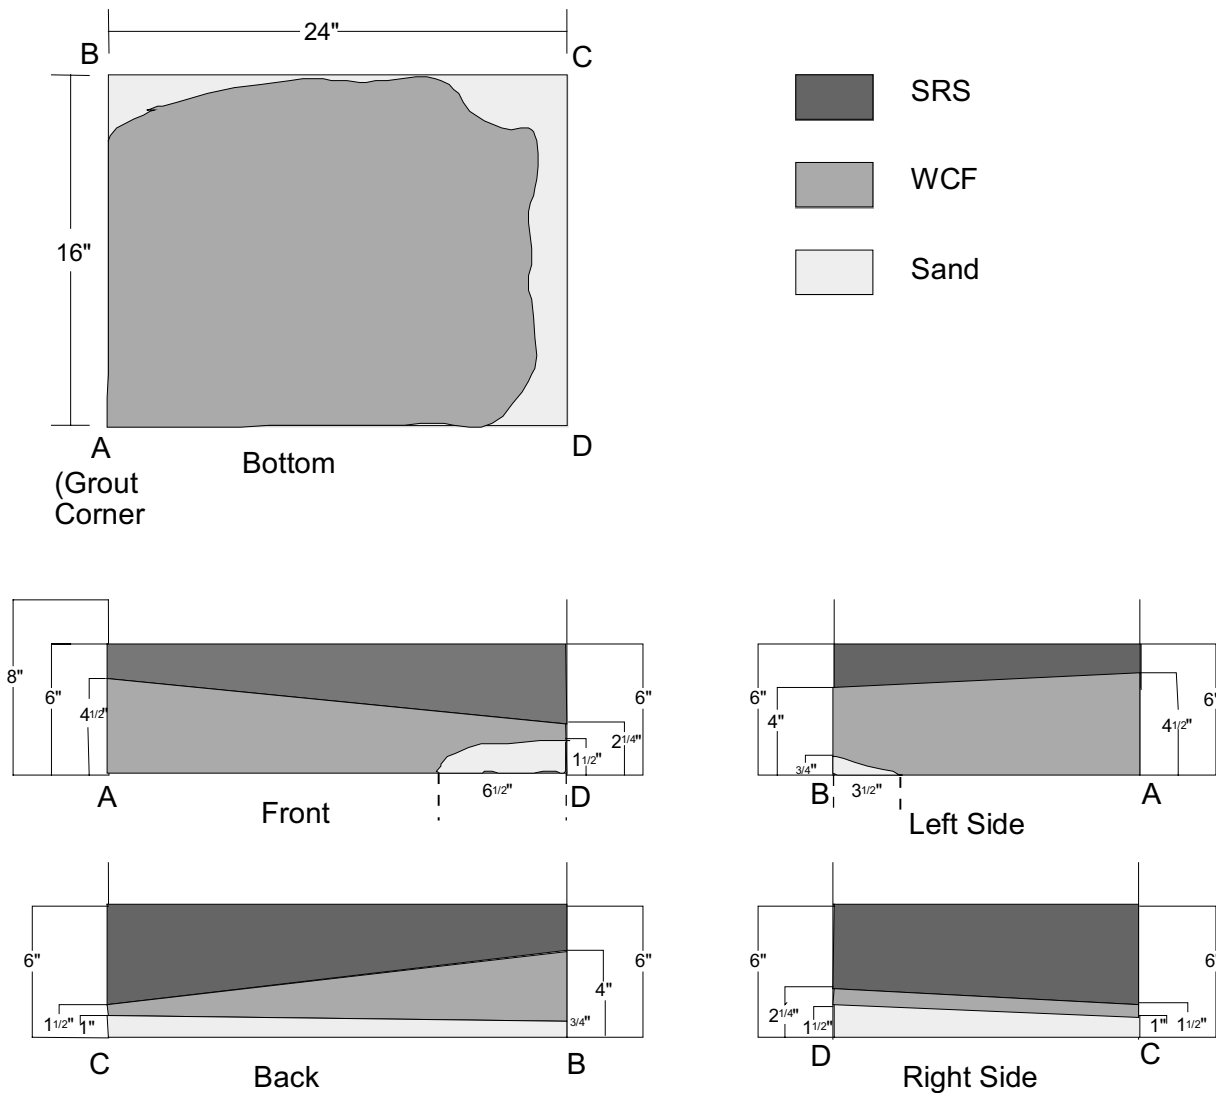 24"
B
C
SRS
WCF
16"
Sand
A
D
Bottom
(Grout
Corner
8"
6"
4 1/2"
6"
2 1/4"
1 1/2"
6 1/2"
A
D
Front
6"
4"
3/4"
3 1/2"
6"
4 1/2"
B
A
Left Side
6"
1 1/2"
1"
6"
4"
3/4"
C
B
Back
6"
2 1/4"
1 1/2"
6
1"
1 1/2"
D
C
Right Side